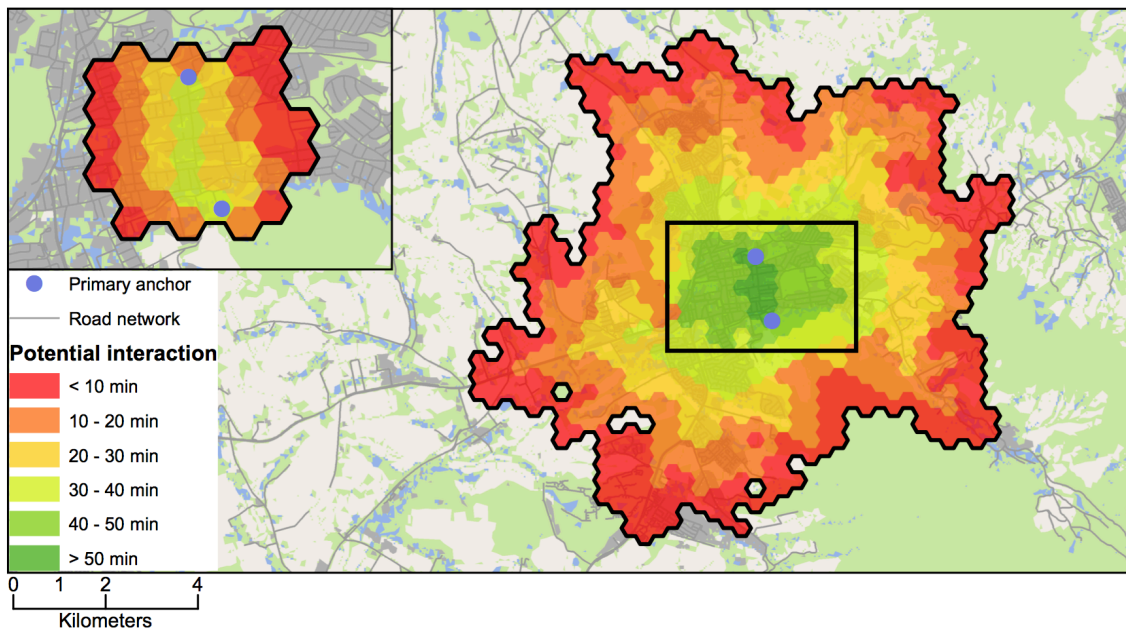 Primary anchor
Road network
Potential interaction
< 10 min
10 - 20 min
20 - 30 min
30 - 40 min
40 - 50 min
> 50 min
0 1 2 4
Kilometers